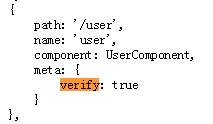 {
path: '/user',
name: 'user',
component: UserComponent,
meta: {
verify: true
}
},